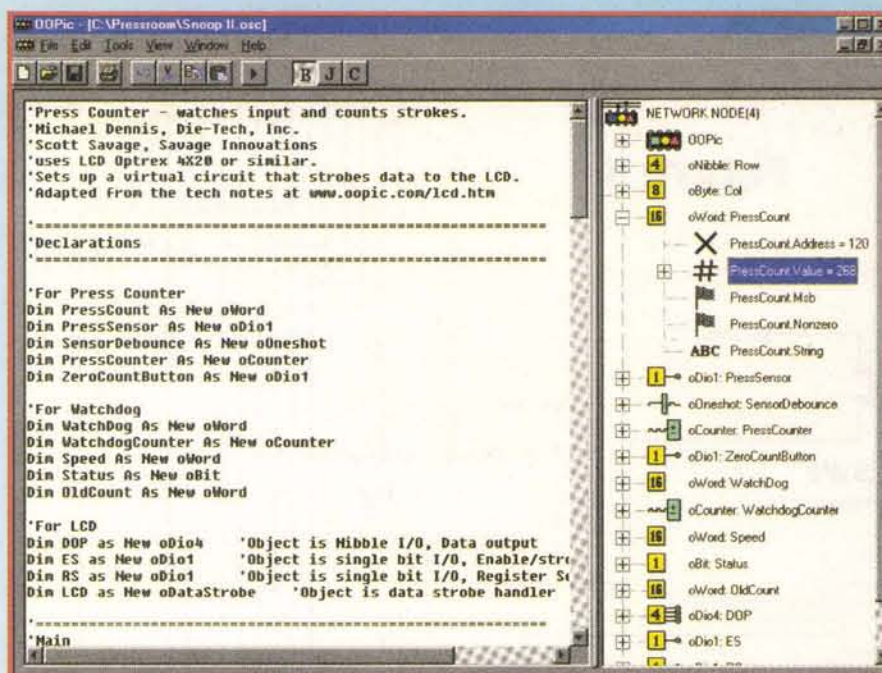 OOPic - [C:\Pressroom\Snoop II.osc]
File Edit Tools View Window Help
B J C
'Press Counter - watches input and counts strokes.
'Michael Dennis, Die-Tech, Inc.
'Scott Savage, Savage Innovations
'uses LCD Optrex 4X20 or similar.
'Sets up a virtual circuit that strobes data to the LCD.
'Adapted from the tech notes at www.oopic.com/lcd.htm
'=========================================================
'Declarations
'=========================================================
'For Press Counter
Dim PressCount As New oWord
Dim PressSensor As New oDio1
Dim SensorDebounce As New oOneshot
Dim PressCounter As New oCounter
Dim ZeroCountButton As New oDio1
'For Watchdog
Dim WatchDog As New oWord
Dim WatchdogCounter As New oCounter
Dim Speed As New oWord
Dim Status As New oBit
Dim OldCount As New oWord
'For LCD
Dim DOP as New oDio4 'Object is Nibble I/O, Data output
Dim ES as New oDio1 'Object is single bit I/O, Enable/stro
Dim RS as New oDio1 'Object is single bit I/O, Register Se
Dim LCD as New oDataStrobe 'Object is data strobe handler
'---------------------------------------------------------
'Main
NETWORK NODE(4)
OOPic
4 oNibble: Row
8 oByte: Col
16 oWord: PressCount
PressCount.Address = 120
# PressCount.Value = 268
PressCount.Msb
PressCount.Nonzero
ABC PressCount.String
1 oDio1: PressSensor
oOneshot: SensorDebounce
oCounter: PressCounter
1 oDio1: ZeroCountButton
16 oWord: WatchDog
oCounter: WatchdogCounter
16 oWord: Speed
1 oBit: Status
16 oWord: OldCount
4 oDio4: DOP
1 oDio1: ES